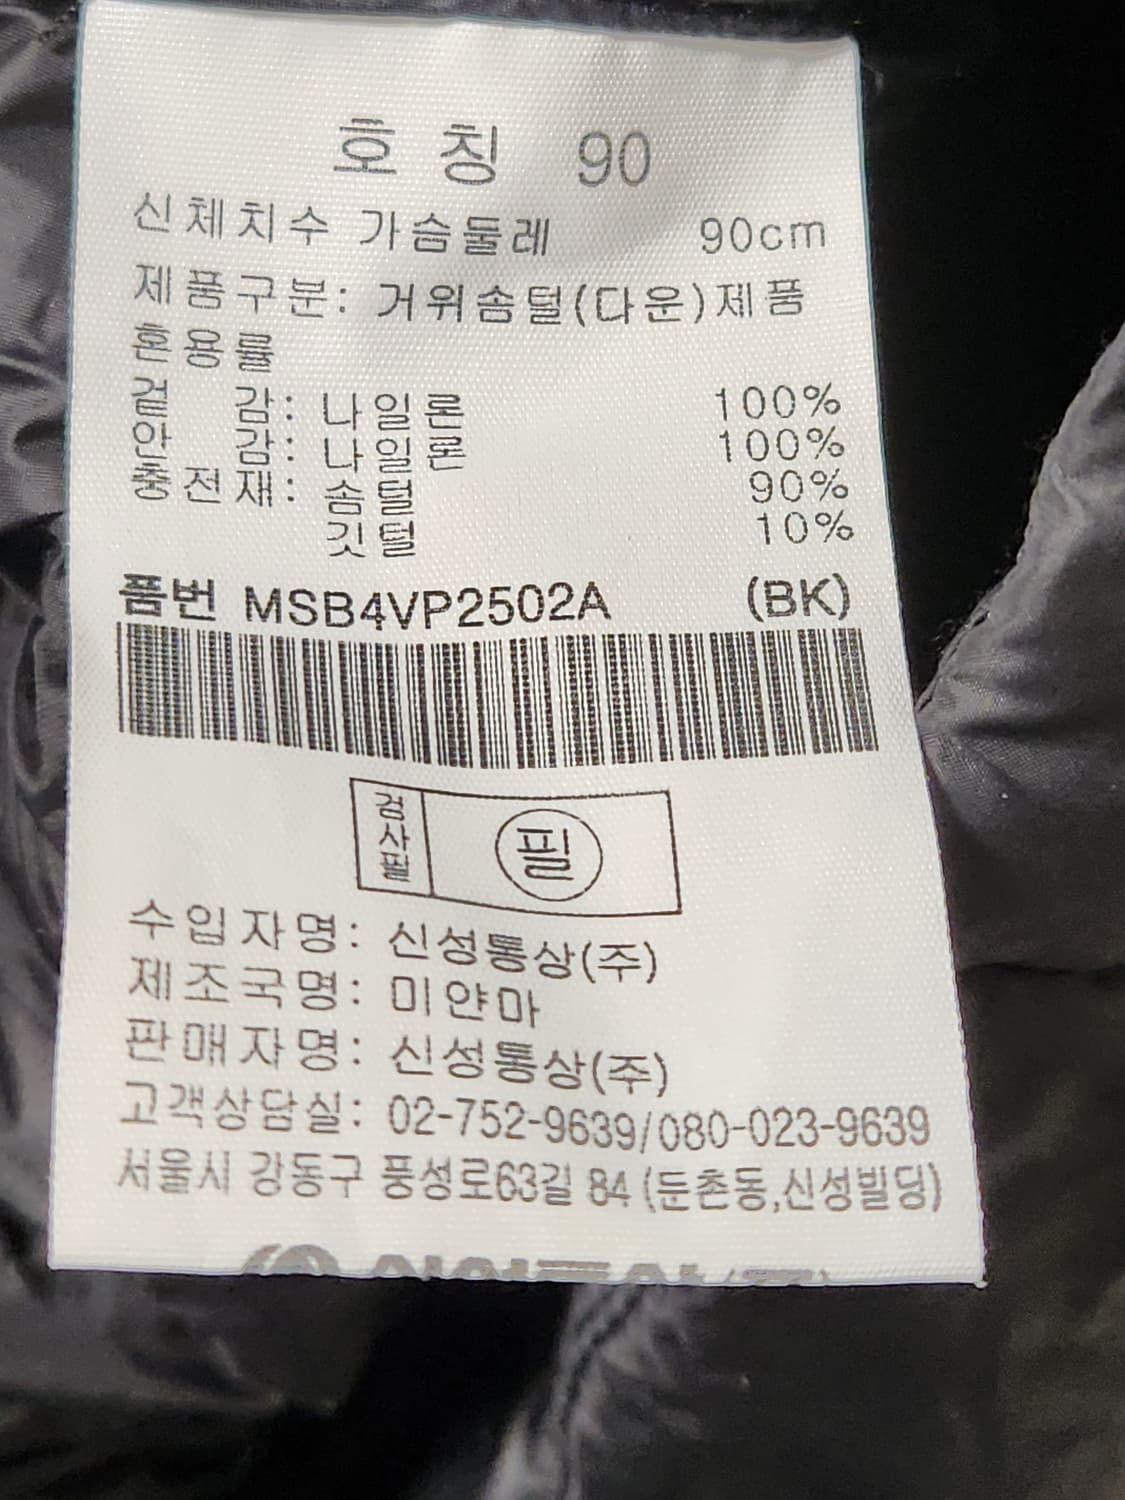 호칭 90
신체치수 가슴둘레 90cm
제품구분: 거위솜털(다운)제품
혼용률
겉 감: 나일론 100%
안 감: 나일론 100%
충전재: 솜털 90%
깃털 10%
품번 MSB4VP2502A (BK)
검사필 필
수입자명: 신성통상(주)
제조국명: 미얀마
판매자명: 신성통상(주)
고객상담실: 02-752-9639/080-023-9639
서울시 강동구 풍성로63길 84 (둔촌동,신성빌딩)